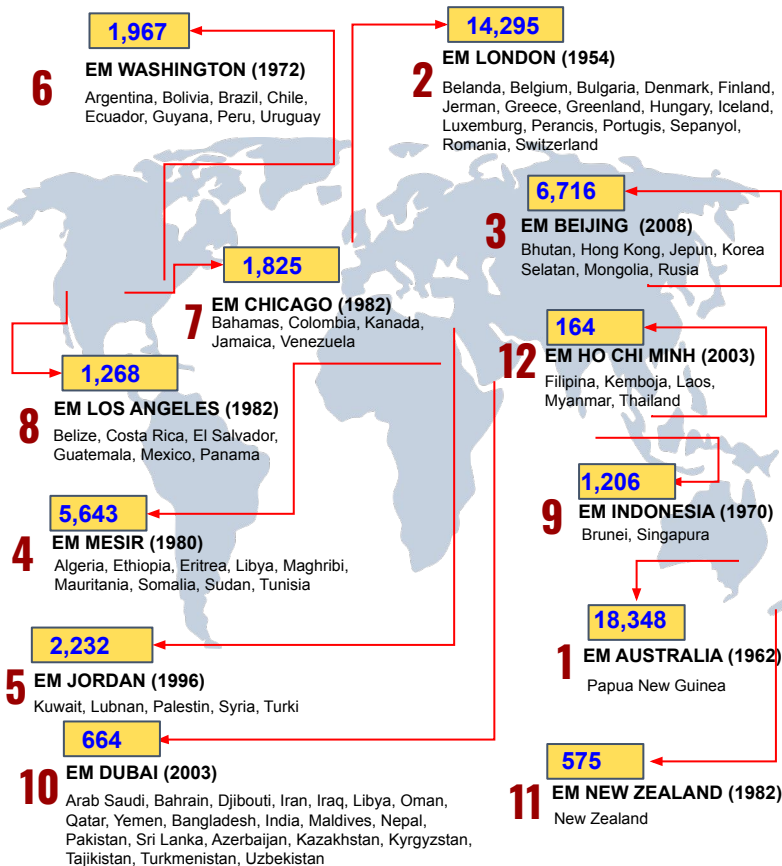 1,967
EM WASHINGTON (1972)
6
Argentina, Bolivia, Brazil, Chile,
Ecuador, Guyana, Peru, Uruguay
14,295
EM LONDON (1954)
2
Belanda, Belgium, Bulgaria, Denmark, Finland,
Jerman, Greece, Greenland, Hungary, Iceland,
Luxemburg, Perancis, Portugis, Sepanyol,
Romania, Switzerland
6,716
3
EM BEIJING (2008)
Bhutan, Hong Kong, Jepun, Korea
Selatan, Mongolia, Rusia
1,825
7
EM CHICAGO (1982)
Bahamas, Colombia, Kanada,
Jamaica, Venezuela
164
12
EM HO CHI MINH (2003)
Filipina, Kemboja, Laos,
Myanmar, Thailand
1,268
8
EM LOS ANGELES (1982)
Belize, Costa Rica, El Salvador,
Guatemala, Mexico, Panama
1,206
9
EM INDONESIA (1970)
Brunei, Singapura
5,643
4
EM MESIR (1980)
Algeria, Ethiopia, Eritrea, Libya, Maghribi,
Mauritania, Somalia, Sudan, Tunisia
18,348
1
EM AUSTRALIA (1962)
Papua New Guinea
2,232
5
EM JORDAN (1996)
Kuwait, Lubnan, Palestin, Syria, Turki
664
10
EM DUBAI (2003)
Arab Saudi, Bahrain, Djibouti, Iran, Iraq, Libya, Oman,
Qatar, Yemen, Bangladesh, India, Maldives, Nepal,
Pakistan, Sri Lanka, Azerbaijan, Kazakhstan, Kyrgyzstan,
Tajikistan, Turkmenistan, Uzbekistan
575
11
EM NEW ZEALAND (1982)
New Zealand